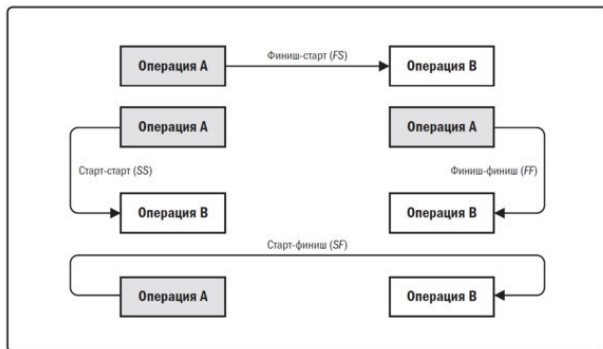 Операция A
Финиш-старт (FS)
Операция B
Операция A
Операция A
Старт-старт (SS)
Финиш-финиш (FF)
Операция B
Операция B
Старт-финиш (SF)
Операция A
Операция B